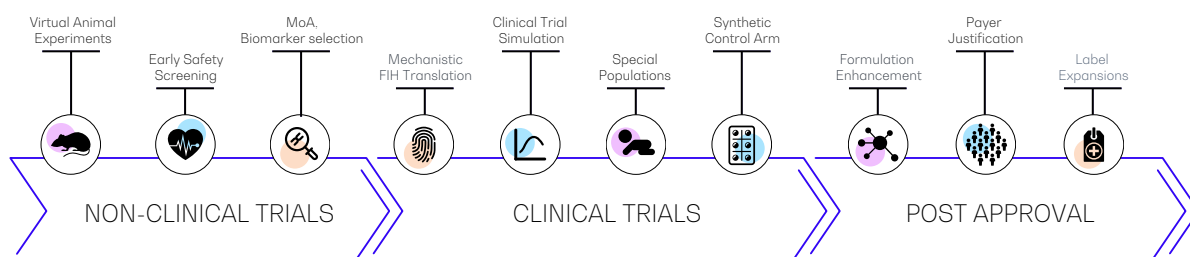 Virtual Animal
Experiments
Early Safety
Screening
MoA,
Biomarker selection
Mechanistic
FIH Translation
Clinical Trial
Simulation
Special
Populations
Synthetic
Control Arm
Formulation
Enhancement
Payer
Justification
Label
Expansions
NON-CLINICAL TRIALS
CLINICAL TRIALS
POST APPROVAL